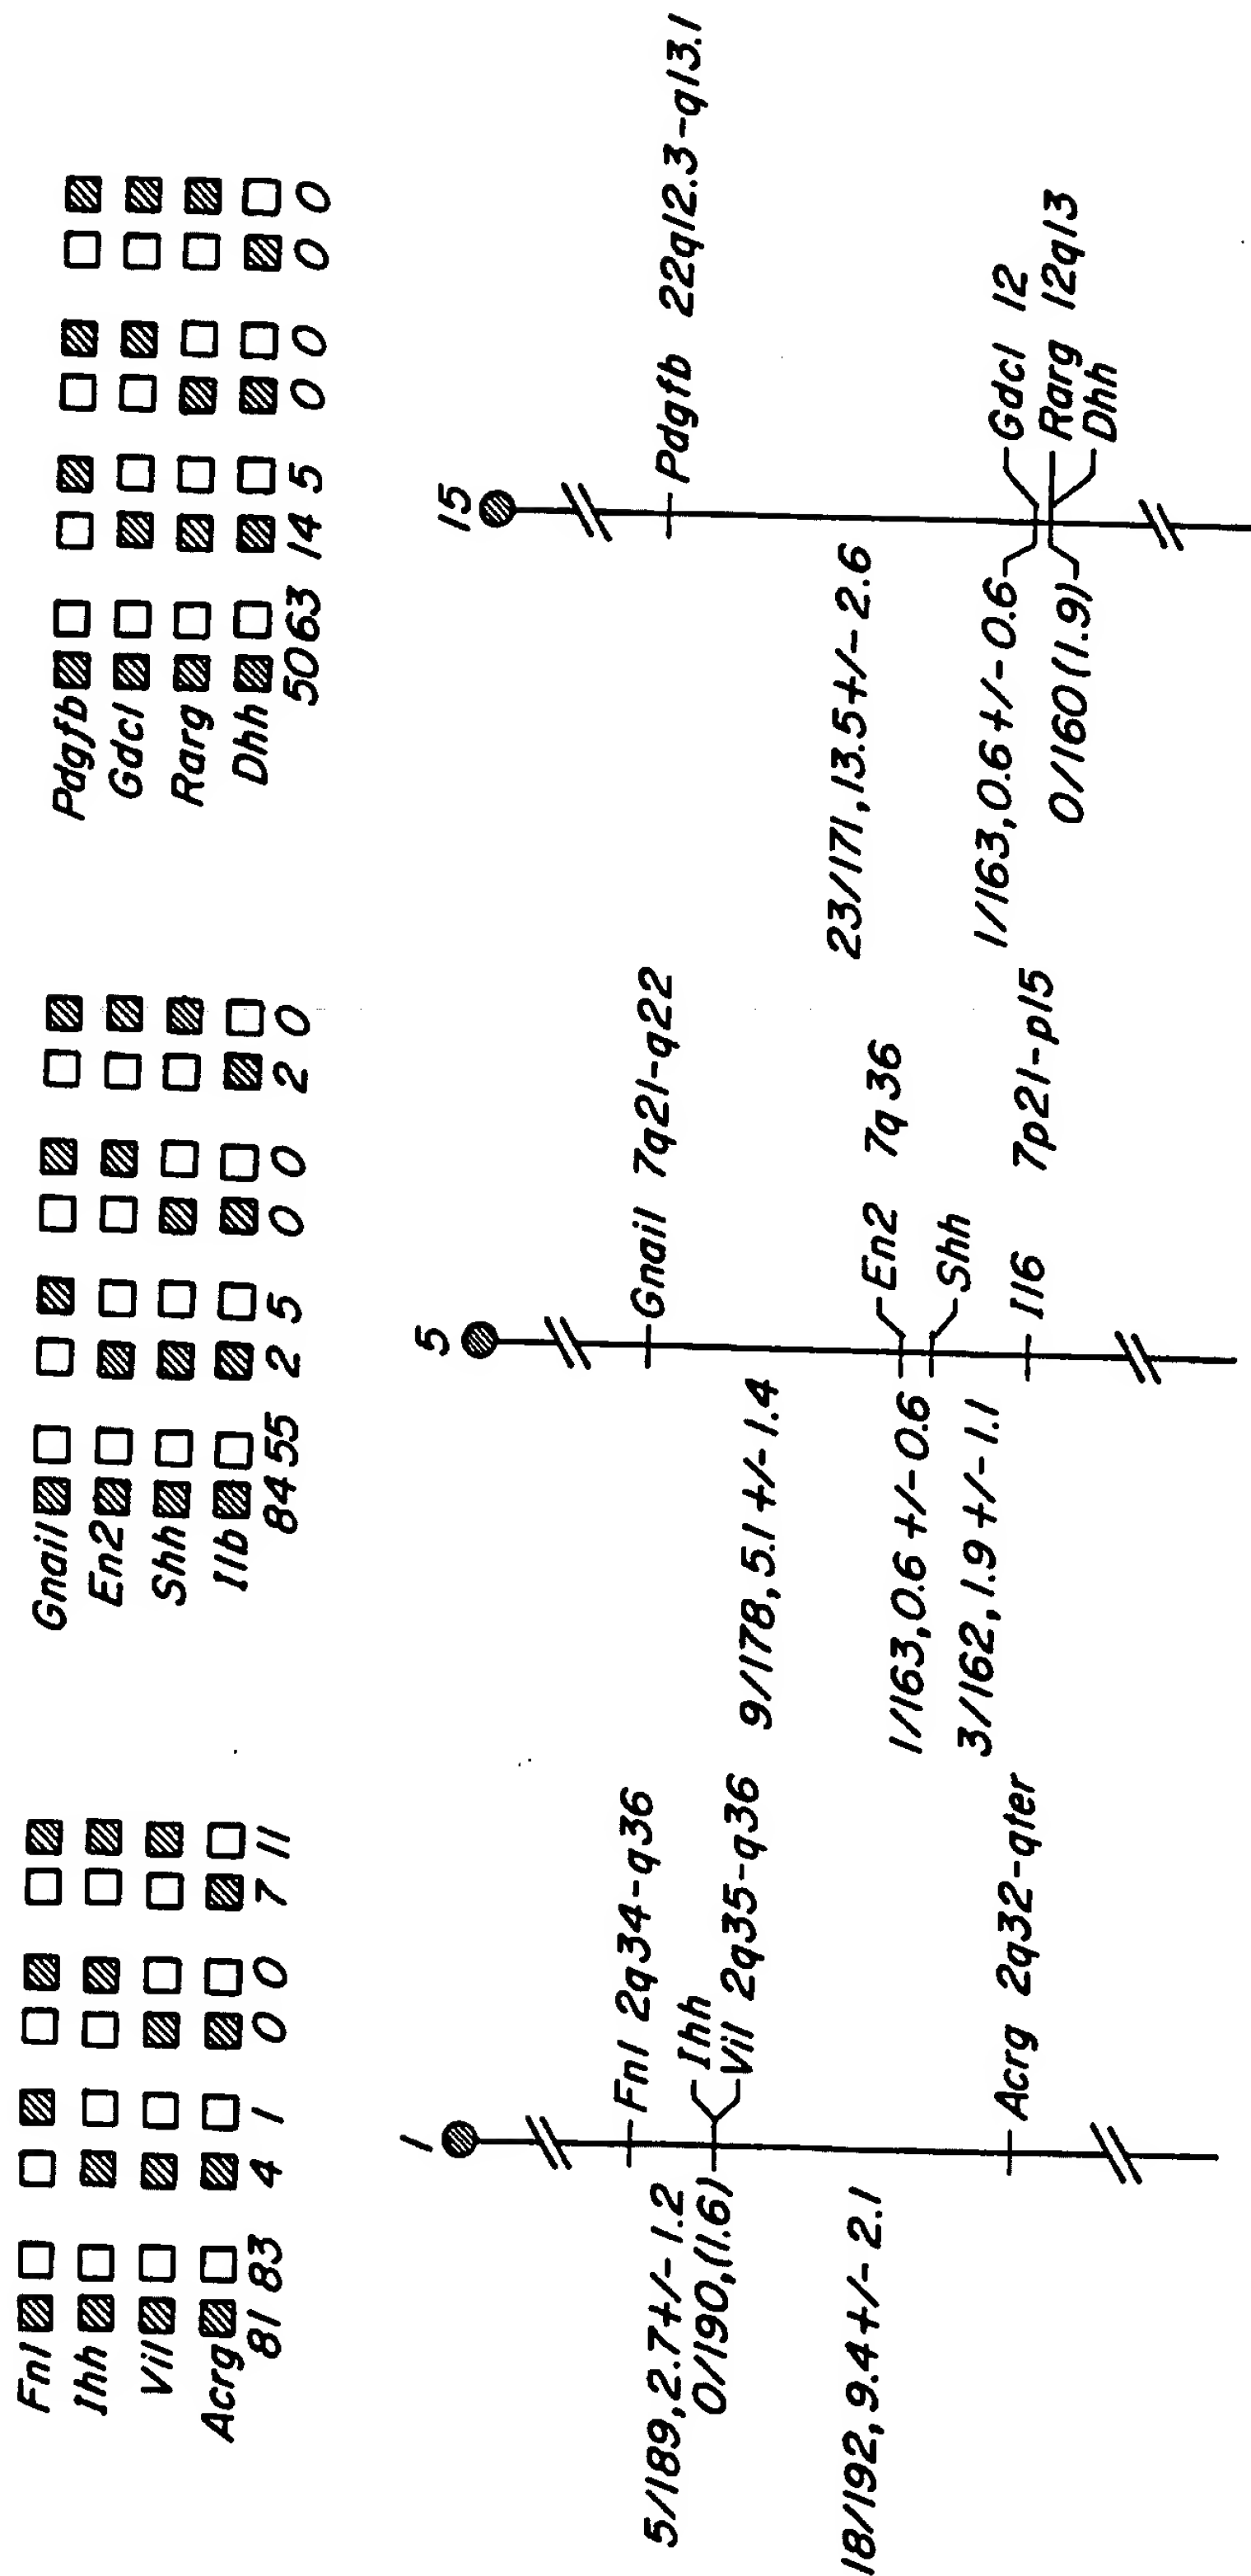 Fnl
Ihh
Vil
Acrg
81 83 4 1 0 0 7 11
Gnail
En2
Shh
Ilb
84 55 2 5 0 0 2 0
Pdgfb
Gdcl
Rarg
Dhh
50 63 14 5 0 0 0 0
1
Fnl 2q34-q36
5/189, 2.7 +/- 1.2
Ihh
0/190, (1.6)
Vil 2q35-q36
18/192, 9.4 +/- 2.1
Acrg 2q32-qter
5
Gnail 7q21-q22
9/178, 5.1 +/- 1.4
En2 7q36
1/163, 0.6 +/- 0.6
Shh
3/162, 1.9 +/- 1.1
Il6 7p21-p15
15
Pdgfb 22q12.3-q13.1
23/171, 13.5 +/- 2.6
Gdcl 12
1/163, 0.6 +/- 0.6
Rarg 12q13
0/160 (1.9)
Dhh